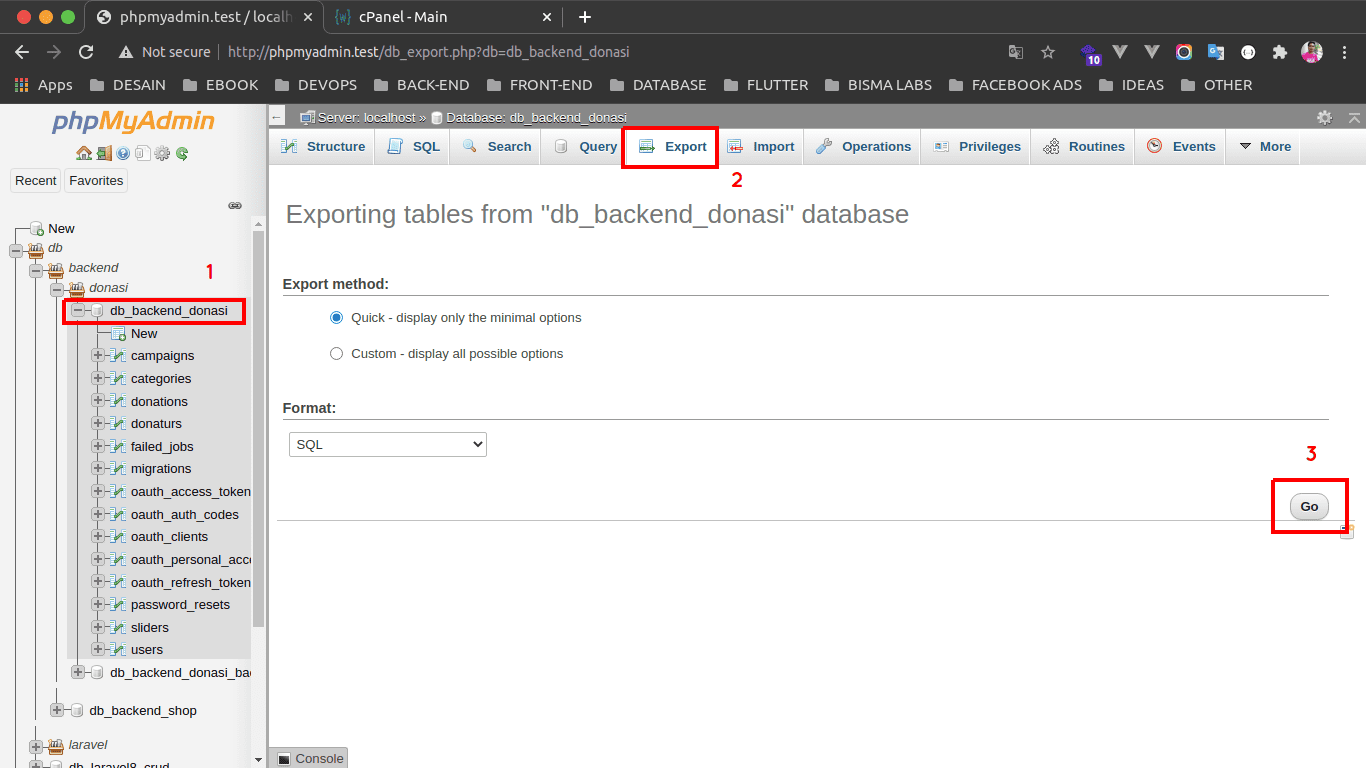 phpmyadmin.test / localh
cPanel - Main
Not secure
http://phpmyadmin.test/db_export.php?db=db_backend_donasi
10
Apps
DESAIN
EBOOK
DEVOPS
BACK-END
FRONT-END
DATABASE
FLUTTER
BISMA LABS
FACEBOOK ADS
IDEAS
OTHER
phpMyAdmin
Recent
Favorites
New
db
backend
1
donasi
db_backend_donasi
New
campaigns
categories
donations
donaturs
failed_jobs
migrations
oauth_access_token
oauth_auth_codes
oauth_clients
oauth_personal_acce
oauth_refresh_token
password_resets
sliders
users
db_backend_donasi_bac
db_backend_shop
laravel
db_laravel8_crud
Server: localhost » Database: db_backend_donasi
Structure
SQL
Search
Query
Export
Import
Operations
Privileges
Routines
Events
More
2
Exporting tables from "db_backend_donasi" database
Export method:
Quick - display only the minimal options
Custom - display all possible options
Format:
SQL
3
Go
Console